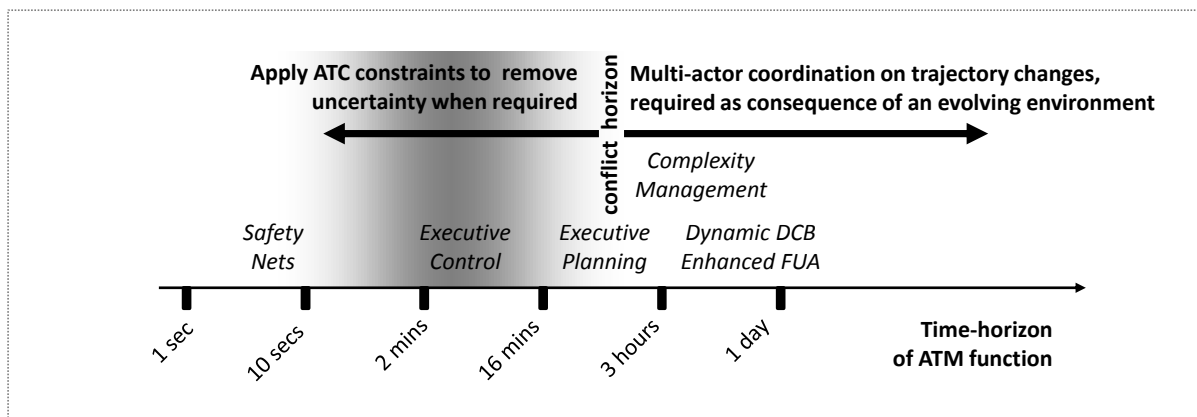 Apply ATC constraints to remove
uncertainty when required
conflict horizon
Multi-actor coordination on trajectory changes,
required as consequence of an evolving environment
Complexity
Management
Safety
Nets
Executive
Control
Executive
Planning
Dynamic DCB
Enhanced FUA
1 sec
10 secs
2 mins
16 mins
3 hours
1 day
Time-horizon
of ATM function